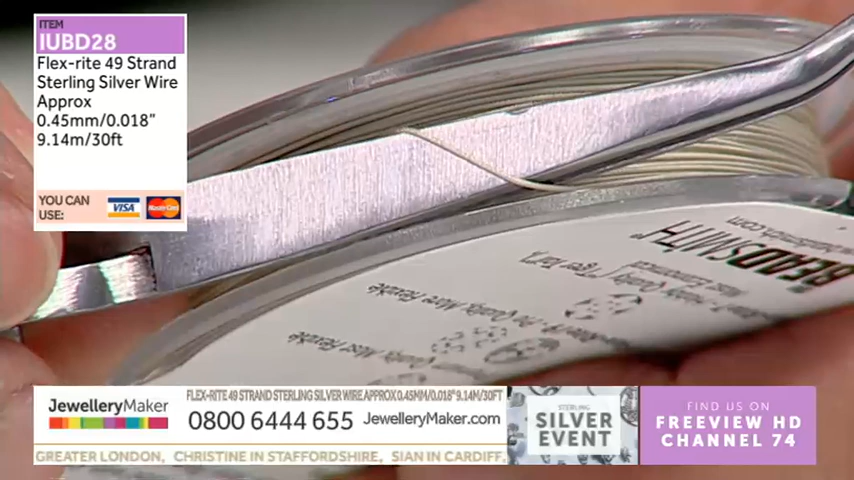 ITEM
IUBD28
Flex-rite 49 Strand
Sterling Silver Wire
Approx
0.45mm/0.018"
9.14m/30ft
YOU CAN
USE:
VISA
MasterCard
BEADSMITH
JewelleryMaker
FLEX-RITE 49 STRAND STERLING SILVER WIRE APPROX 0.45MM/0.018" 9.14M/30FT
0800 6444 655
JewelleryMaker.com
STERLING
SILVER
EVENT
FIND US ON
FREEVIEW HD
CHANNEL 74
GREATER LONDON, CHRISTINE IN STAFFORDSHIRE, SIAN IN CARDIFF,